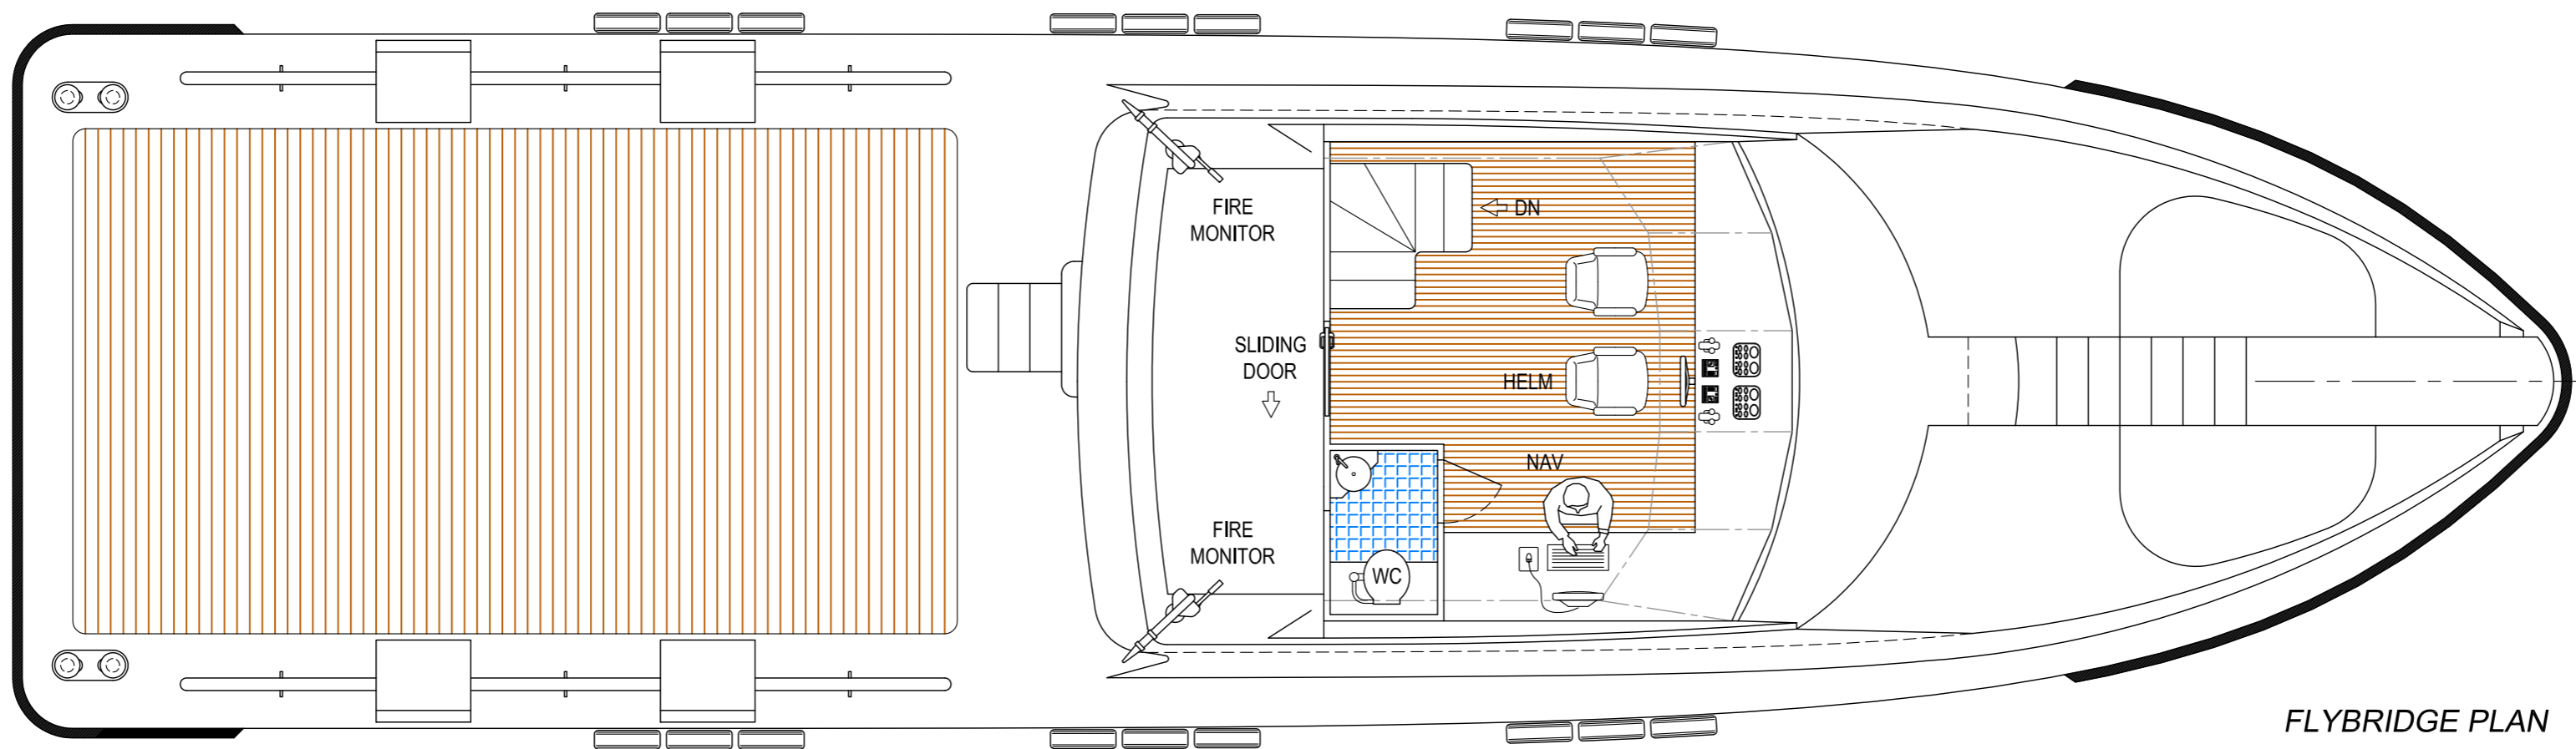 FIRE
MONITOR
DN
SLIDING
DOOR
HELM
NAV
FIRE
MONITOR
WC
FLYBRIDGE PLAN